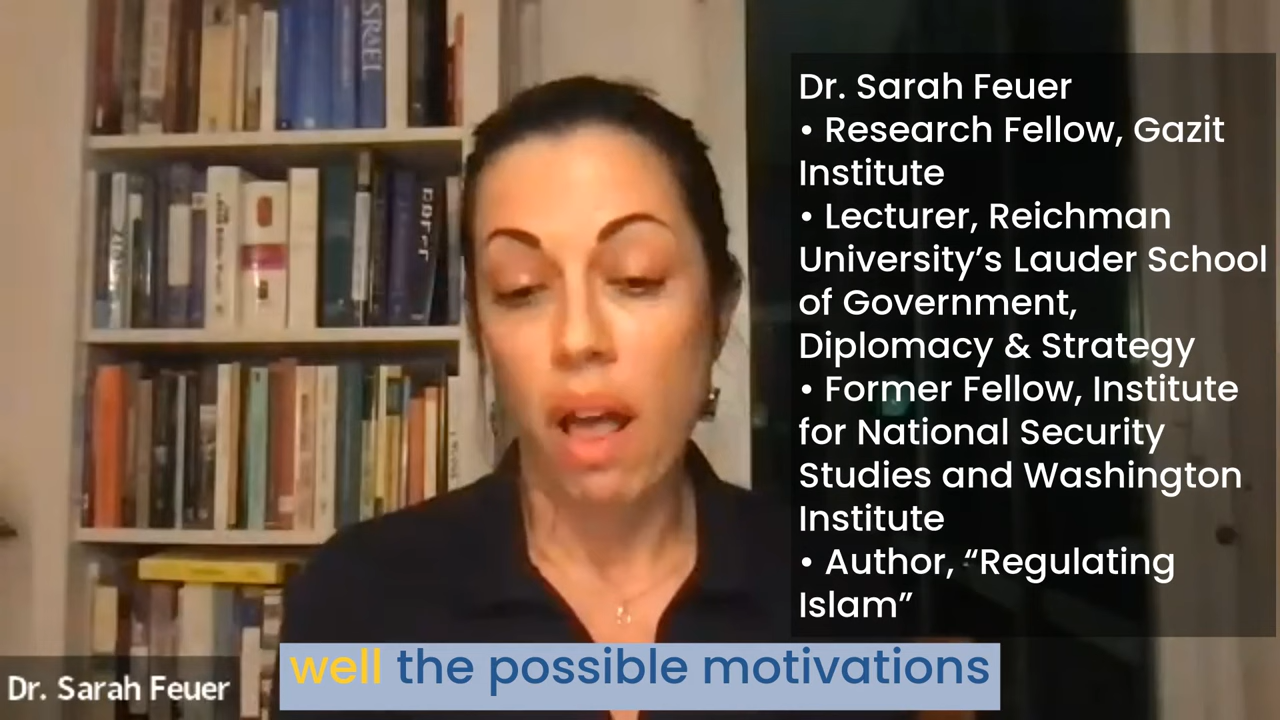 ISRAEL
Dr. Sarah Feuer
• Research Fellow, Gazit
Institute
• Lecturer, Reichman
University’s Lauder School
of Government,
Diplomacy & Strategy
• Former Fellow, Institute
for National Security
Studies and Washington
Institute
• Author, “Regulating
Islam”
well the possible motivations
Dr. Sarah Feuer